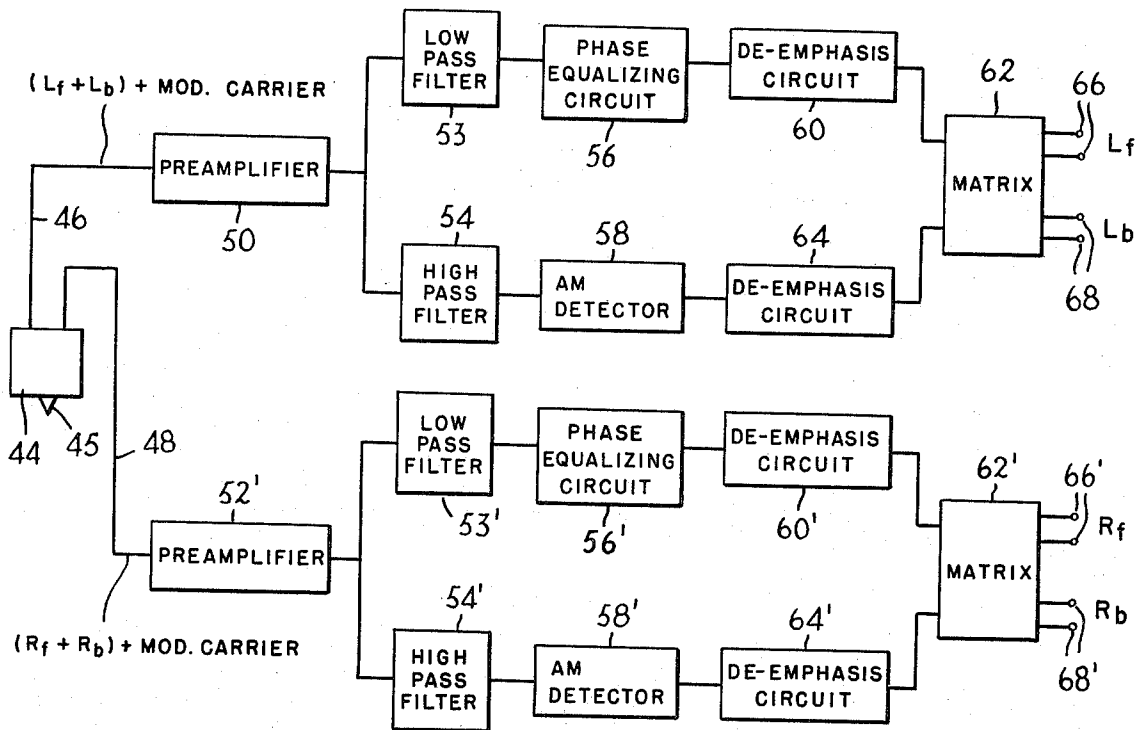 (Lf + Lb) + MOD. CARRIER
46
PREAMPLIFIER
50
LOW
PASS
FILTER
53
PHASE
EQUALIZING
CIRCUIT
56
DE-EMPHASIS
CIRCUIT
60
54
HIGH
PASS
FILTER
58
AM
DETECTOR
64
DE-EMPHASIS
CIRCUIT
62
MATRIX
66
Lf
Lb
68
44
45
48
52'
PREAMPLIFIER
(Rf + Rb) + MOD. CARRIER
LOW
PASS
FILTER
53'
PHASE
EQUALIZING
CIRCUIT
56'
DE-EMPHASIS
CIRCUIT
60'
54'
HIGH
PASS
FILTER
58'
AM
DETECTOR
64'
DE-EMPHASIS
CIRCUIT
62'
MATRIX
66'
Rf
Rb
68'